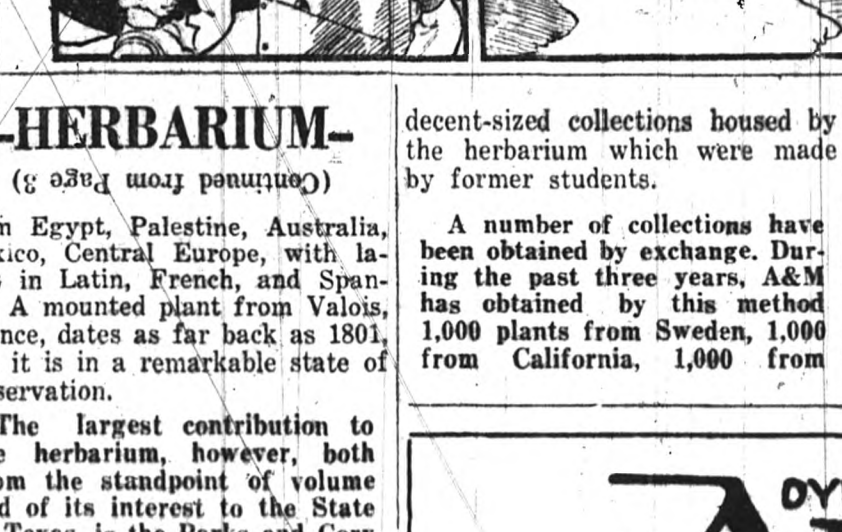 -HERBARIUM-
(Continued from Page 3)
Egypt, Palestine, Australia,
Central Europe, with la-
in Latin, French, and Span-
A mounted plant from Valois,
dates as far back as 1801,
it is in a remarkable state of
servation.
The largest contribution to
herbarium, however, both
the standpoint of volume
of its interest to the State
decent-sized collections housed by
the herbarium which were made
by former students.
A number of collections have
been obtained by exchange. Dur-
ing the past three years, A&M
has obtained by this method
1,000 plants from Sweden, 1,000
from California, 1,000 from